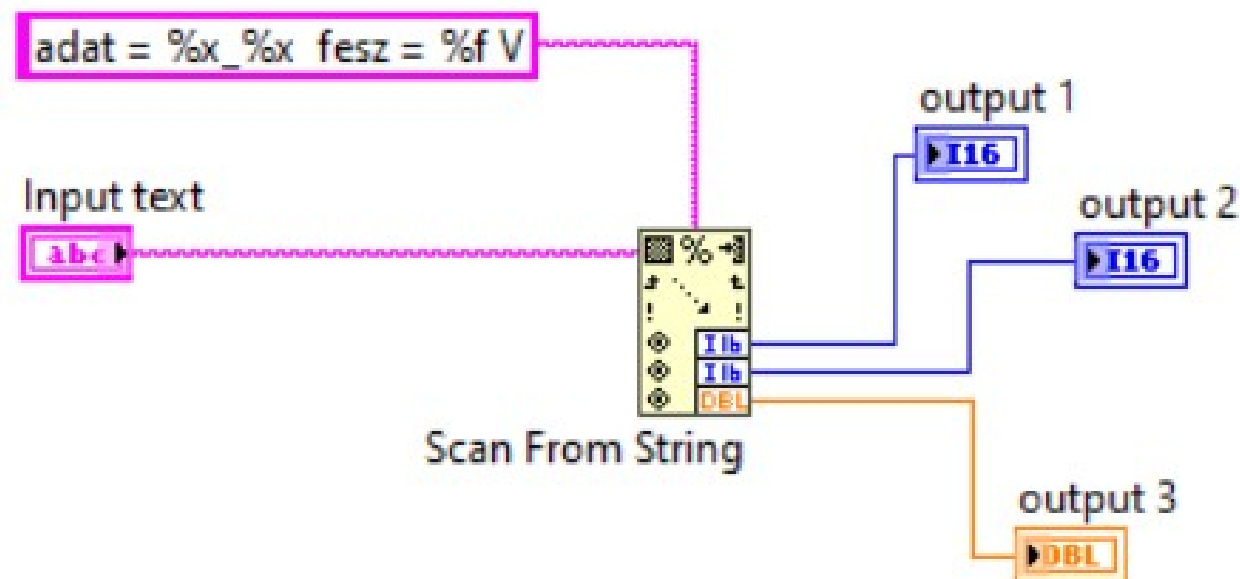 adat = %x_%x  fesz = %f V
output 1
I16
Input text
abc
output 2
I16
%
!
!
I16
I16
DBL
Scan From String
output 3
DBL